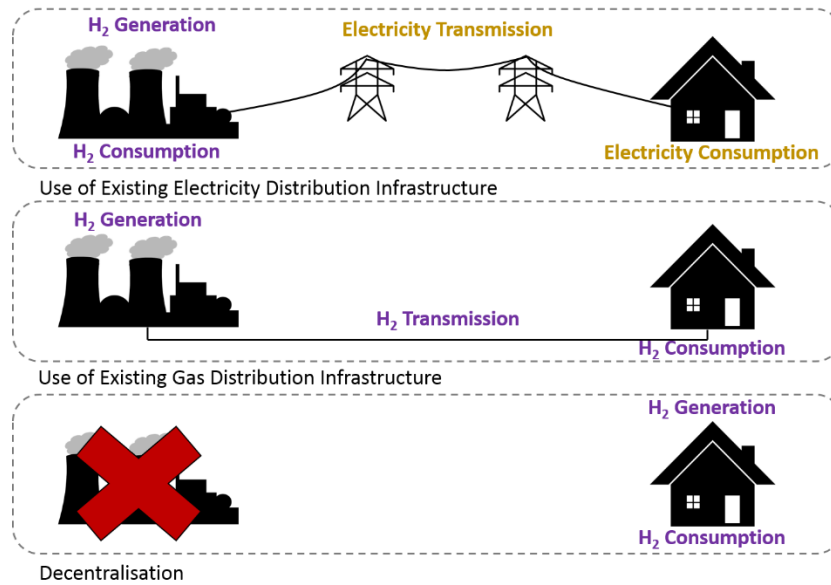 H₂ Generation
Electricity Transmission
H₂ Consumption
Electricity Consumption
Use of Existing Electricity Distribution Infrastructure
H₂ Generation
H₂ Transmission
H₂ Consumption
Use of Existing Gas Distribution Infrastructure
H₂ Generation
H₂ Consumption
Decentralisation